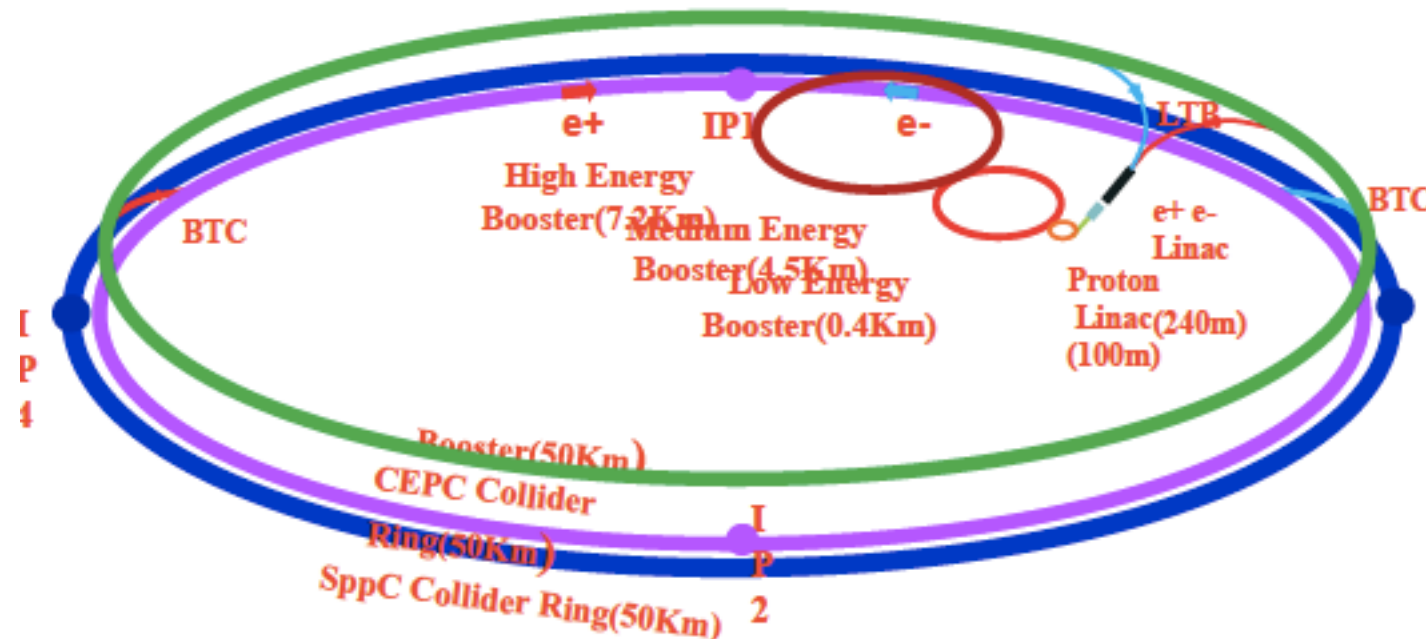 e+
IP1
e-
LTB
High Energy
Booster(7.2Km)
Medium Energy
Booster(4.5Km)
Low Energy
Booster(0.4Km)
BTC
BTC
e+ e-
Linac
(240m)
Proton
Linac
(100m)
I
P
4
Booster(50Km)
CEPC Collider
Ring(50Km)
SppC Collider Ring(50Km)
I
P
2